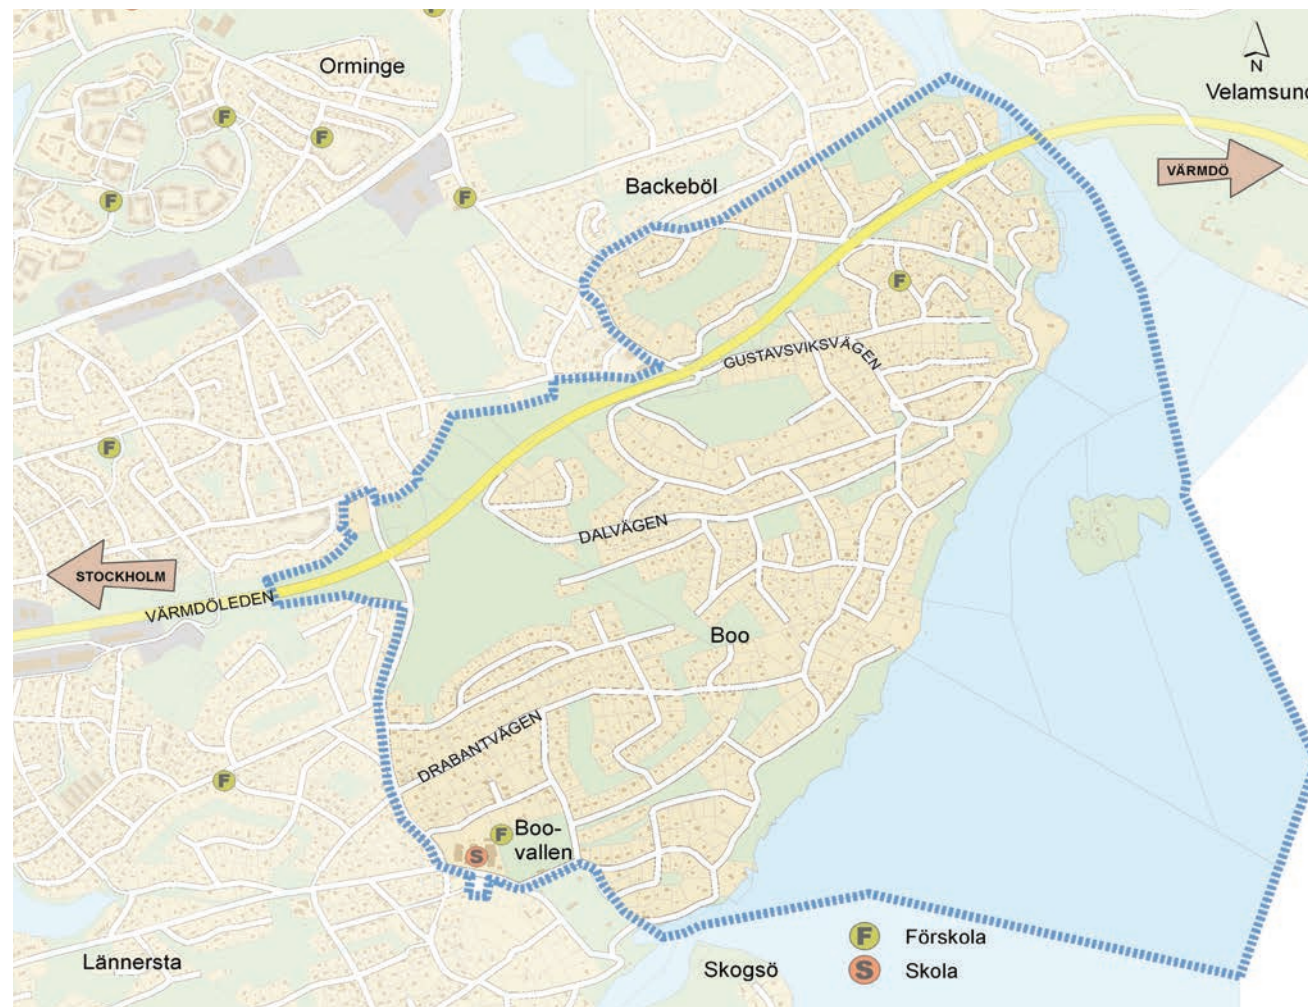 F
Orminge
N
Velamsund
F
F
VÄRMDÖ
Backeböl
F
F
F
GUSTAVSVIKSVÄGEN
F
DALVÄGEN
STOCKHOLM
VÄRMDÖLEDEN
Boo
DRABANTVÄGEN
F
F
Boo-
vallen
S
F Förskola
S Skola
Lännersta
Skogsö